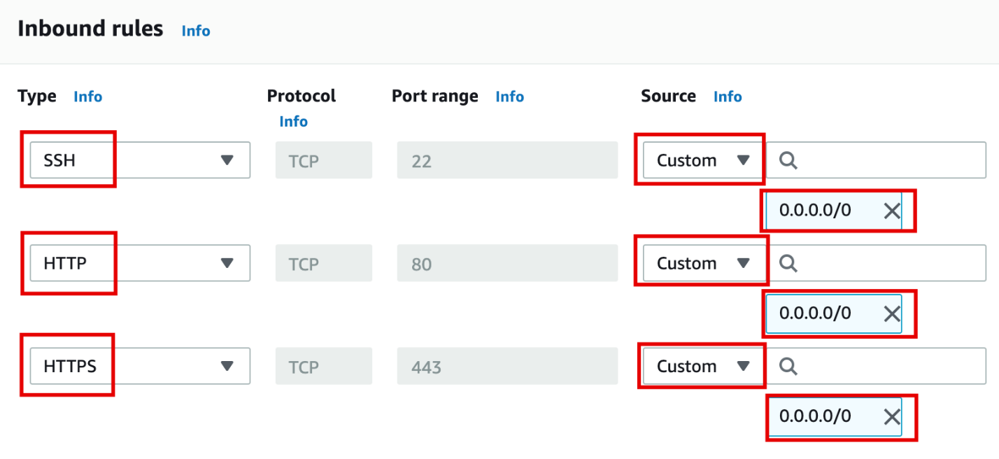 Inbound rules Info
Type Info Protocol Info Port range Info Source Info
SSH TCP 22 Custom
0.0.0.0/0
HTTP TCP 80 Custom
0.0.0.0/0
HTTPS TCP 443 Custom
0.0.0.0/0